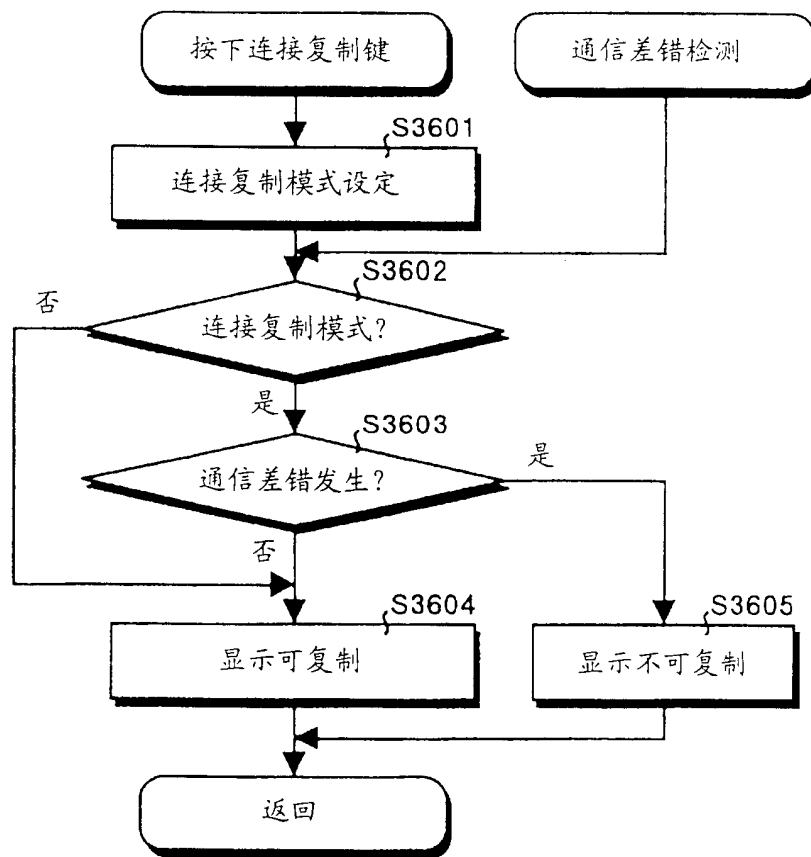 按下连接复制键
通信差错检测
S3601
连接复制模式设定
S3602
否
连接复制模式?
是
S3603
通信差错发生?
是
否
S3604
显示可复制
S3605
显示不可复制
返回